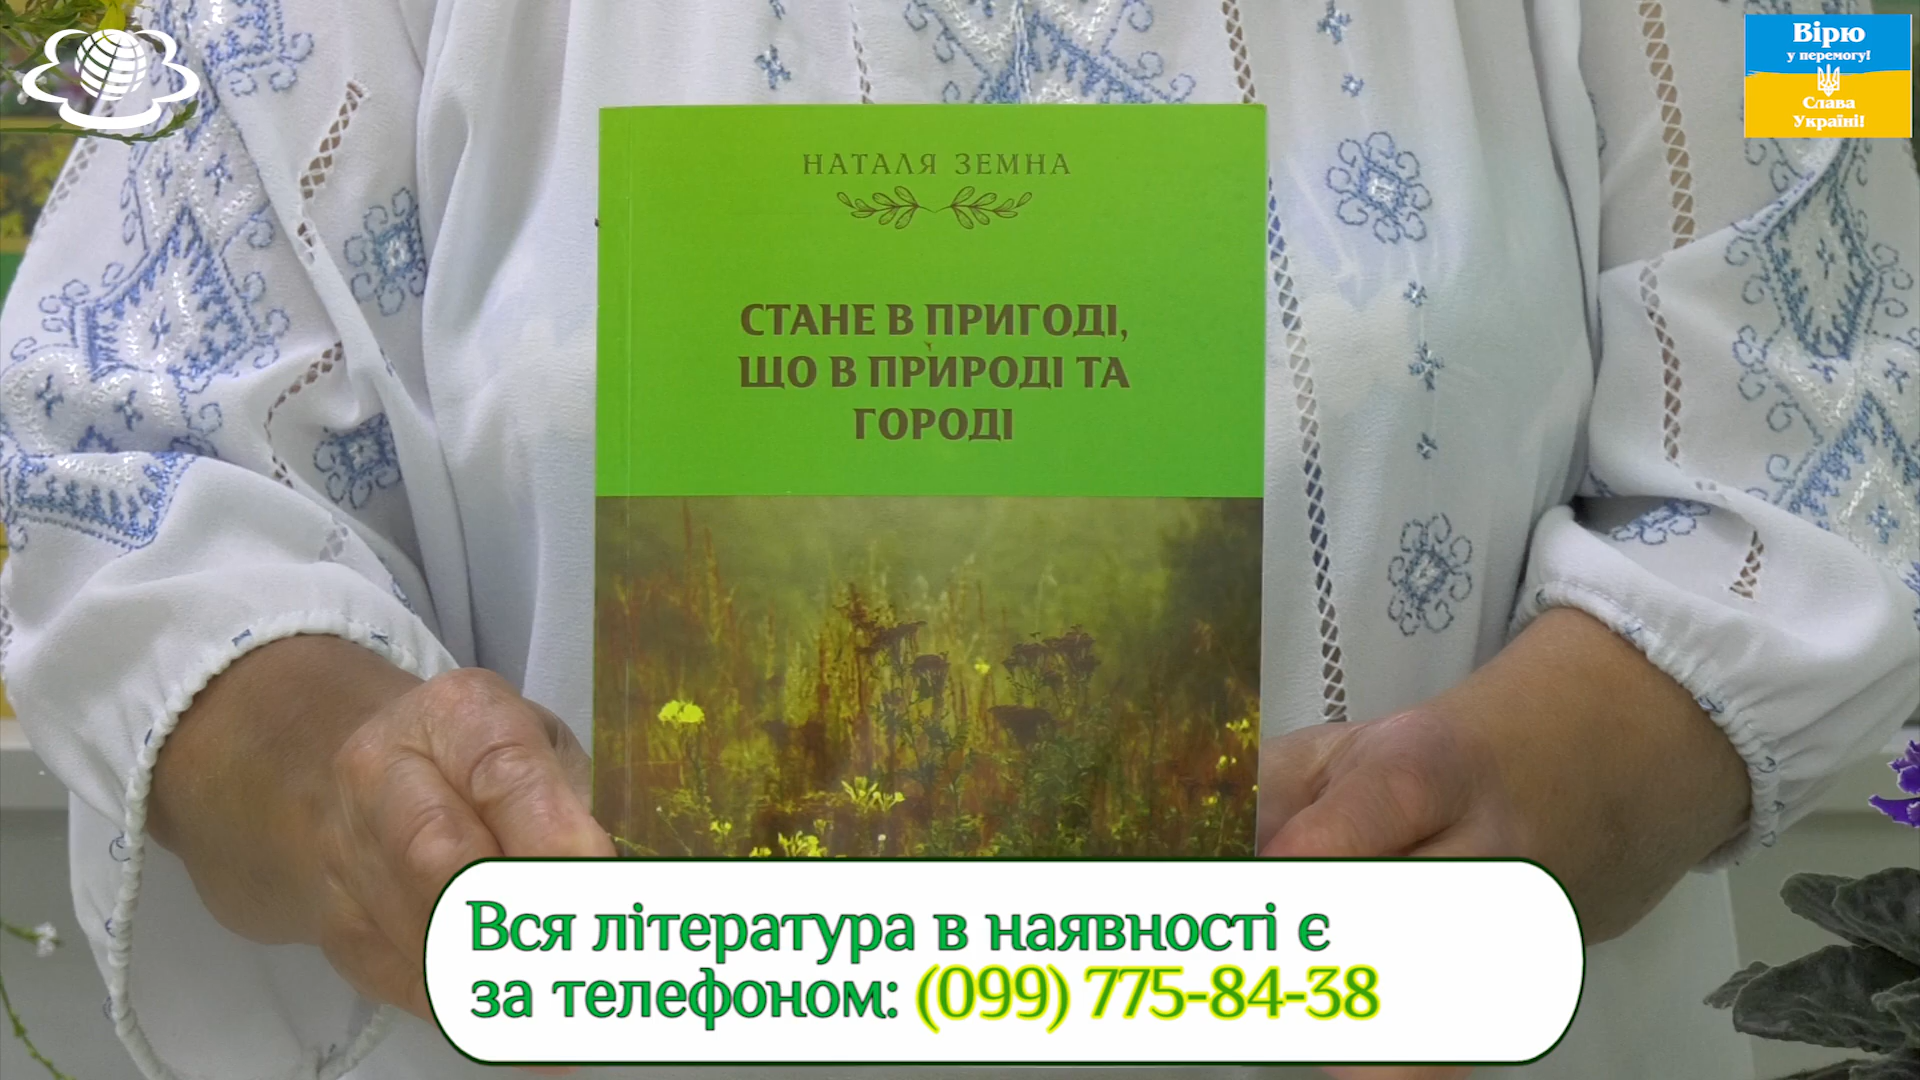 Вірю
у перемогу!
Слава
Україні!
НАТАЛЯ ЗЕМНА
СТАНЕ В ПРИГОДІ,
ЩО В ПРИРОДІ ТА
ГОРОДІ
Вся література в наявності є
за телефоном: (099) 775-84-38